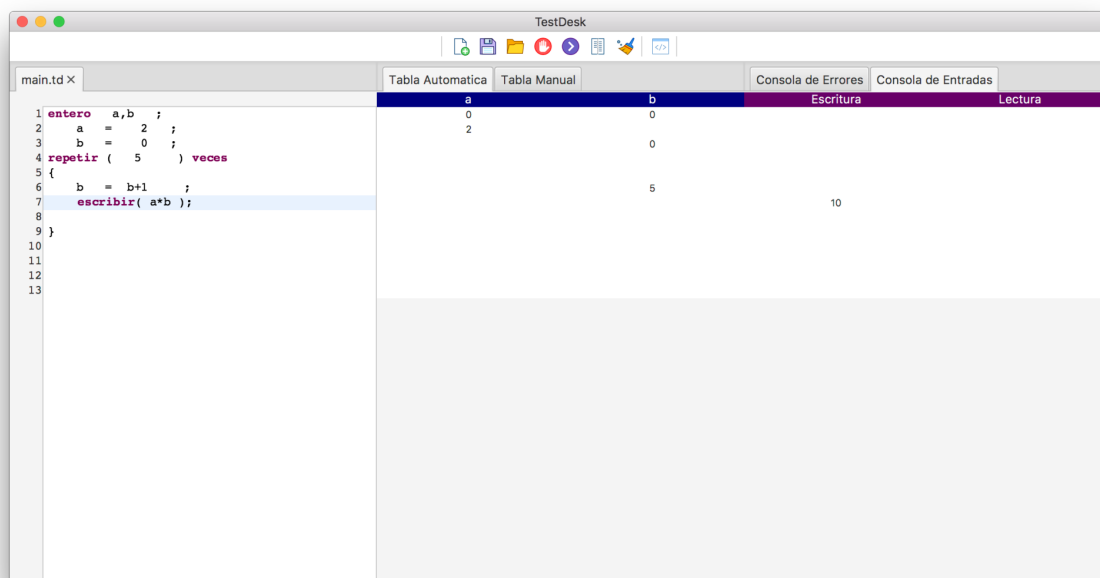 TestDesk
main.td
Tabla Automatica Tabla Manual Consola de Errores Consola de Entradas
a b Escritura Lectura
1 entero a,b ; 0 0
2 a = 2 ; 2
3 b = 0 ; 0
4 repetir ( 5 ) veces
5 {
6 b = b+1 ; 5
7 escribir( a*b ); 10
8
9 }
10
11
12
13